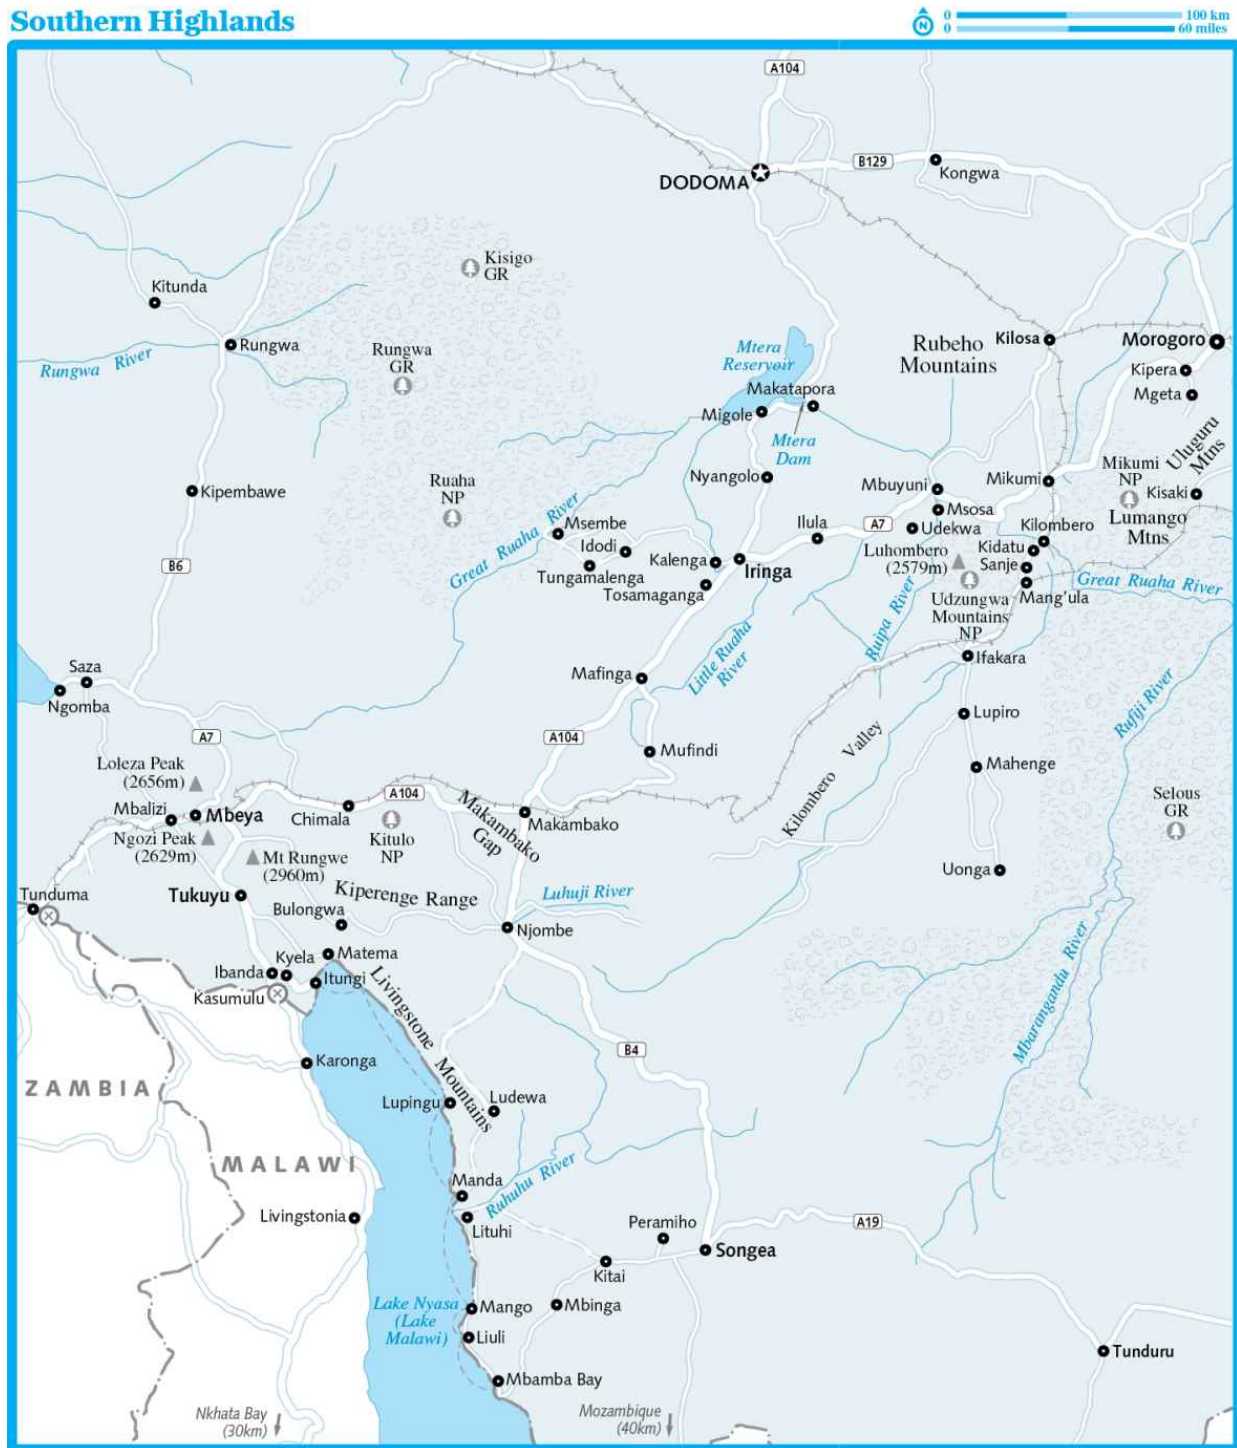 Southern Highlands
0 100 km
0 60 miles
A104
B129
Kongwa
DODOMA
Kisigo
GR
Kitunda
Rungwa
Rungwa River
Rungwa
GR
Mtera
Reservoir
Makatapora
Migole
Mtera
Dam
Rubeho
Mountains
Kilosa
Morogoro
Kipera
Mgeta
Uluguru
Mtns
Mikumi
NP
Kisaki
Lumango
Mtns
Kipembawe
Ruaha
NP
Nyangolo
Mbuyuni
Mikumi
Msosa
Udekwa
Ilula
A7
Kilombero
Kidatu
Sanje
Mang'ula
Luhombero
(2579m)
Udzungwa
Mountains
NP
Great Ruaha River
Great Ruaha River
Msembe
Idodi
Tungamalenga
Kalenga
Tosamaganga
Iringa
B6
Ruipa River
Little Ruaha
River
Ifakara
Rufiji River
Saza
Ngomba
Mafinga
Lupiro
A7
A104
Mufindi
Kilombero Valley
Mahenge
Loleza Peak
(2656m)
Mbalizi
Mbeya
Ngozi Peak
(2629m)
Chimala
A104
Kitulo
NP
Makambako
Gap
Makambako
Selous
GR
Mt Rungwe
(2960m)
Uonga
Tunduma
Tukuyu
Kiperenge Range
Bulongwa
Luhuji River
Njombe
Matema
Kyela
Ibanda
Itungi
Kasumulu
Livingstone Mountains
Mbarangandu River
B4
Karonga
ZAMBIA
Lupingu
Ludewa
MALAWI
Manda
Ruhuhu River
Livingstonia
Lituhi
Peramiho
Songea
A19
Kitai
Lake Nyasa
(Lake
Malawi)
Mango
Mbinga
Liuli
Tunduru
Mbamba Bay
Nkhata Bay
(30km)
Mozambique
(40km)